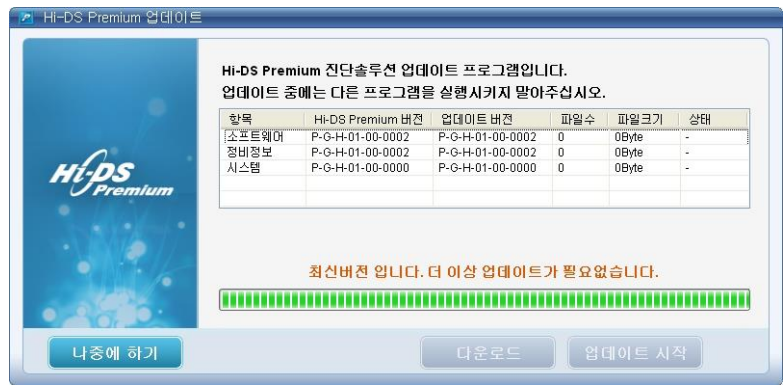 Hi-DS Premium 업데이트
Hi-DS Premium 진단솔루션 업데이트 프로그램입니다.
업데이트 중에는 다른 프로그램을 실행시키지 말아주십시오.
항목 Hi-DS Premium 버전 업데이트 버전 파일수 파일크기 상태
소프트웨어 P-G-H-01-00-0002 P-G-H-01-00-0002 0 0Byte -
정비정보 P-G-H-01-00-0002 P-G-H-01-00-0002 0 0Byte -
시스템 P-G-H-01-00-0000 P-G-H-01-00-0000 0 0Byte -
Hi-DS
Premium
최신버전 입니다. 더 이상 업데이트가 필요없습니다.
나중에 하기 다운로드 업데이트 시작